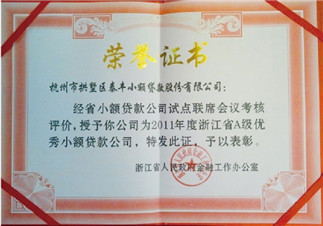 荣誉证书
杭州市拱墅区泰丰小额贷款股份有限公司：
经省小额贷款公司试点联席会议考核
评价，授予你公司为2011年度浙江省A级优
秀小额贷款公司，特发此证，予以表彰。
浙江省人民政府金融工作办公室